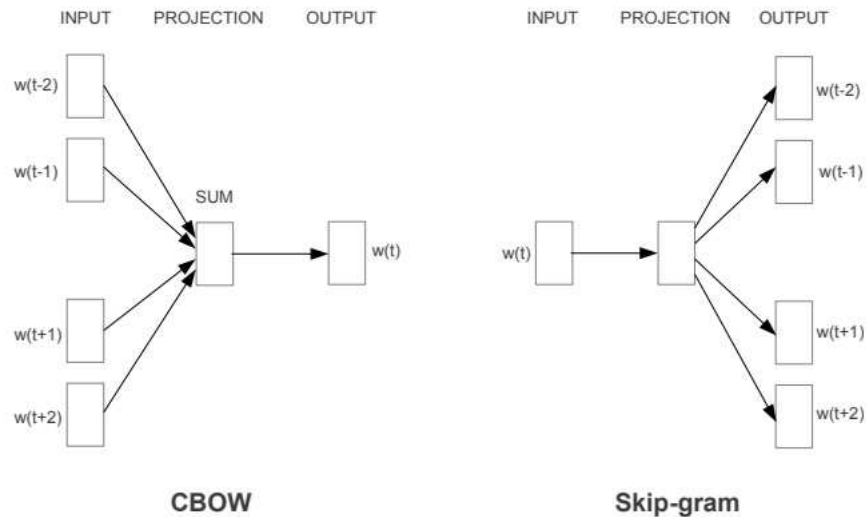 INPUT PROJECTION OUTPUT
w(t-2)
w(t-1)
SUM
w(t)
w(t+1)
w(t+2)
CBOW
INPUT PROJECTION OUTPUT
w(t-2)
w(t-1)
w(t)
w(t+1)
w(t+2)
Skip-gram